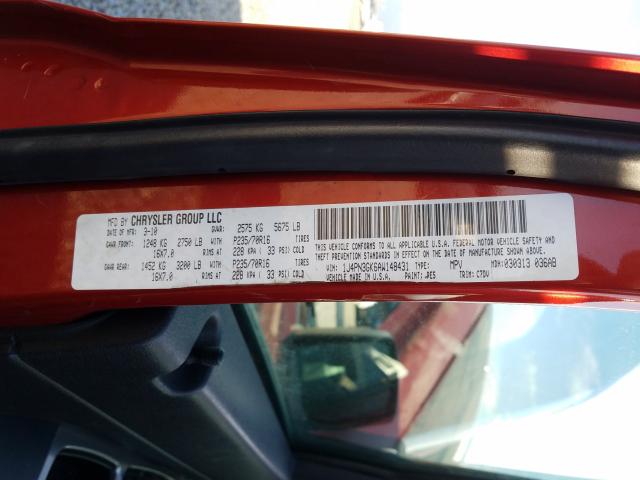 MFD BY CHRYSLER GROUP LLC
DATE OF MFR 3-10 GVWR: 2575 KG 5675 LB
GAWR FRONT: 1248 KG 2750 LB WITH P235/70R16 TIRES
16X7.0 RIMS AT 228 KPA ( 33 PSI) COLD
GAWR REAR: 1452 KG 3200 LB WITH P235/70R16 TIRES
16X7.0 RIMS AT 228 KPA ( 33 PSI) COLD
THIS VEHICLE CONFORMS TO ALL APPLICABLE U.S.A. FEDERAL MOTOR VEHICLE SAFETY AND
THEFT PREVENTION STANDARDS IN EFFECT ON THE DATE OF MANUFACTURE SHOWN ABOVE.
VIN: 1J4PN3GK6AW148431 TYPE: MPV MDH: 030313 036AB
VEHICLE MADE IN U.S.A. PAINT: PES TRIM: C7DV